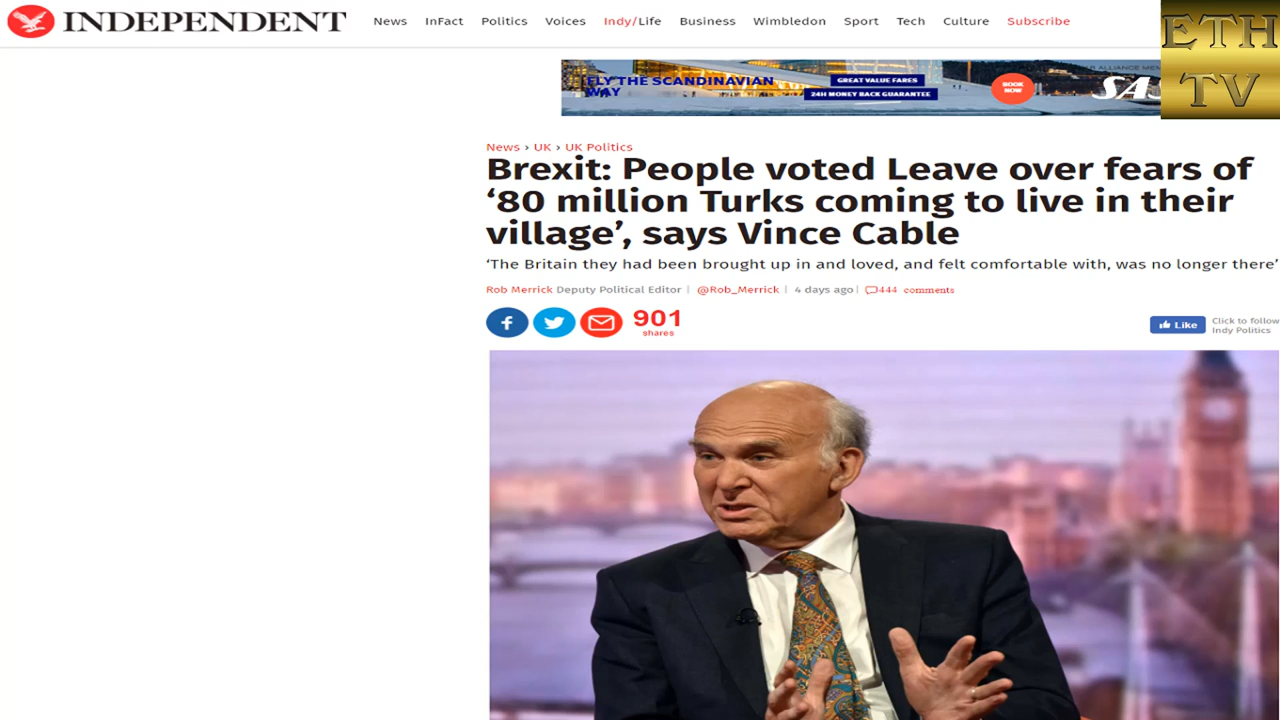 INDEPENDENT
News InFact Politics Voices Indy/Life Business Wimbledon Sport Tech Culture Subscribe
ETH
TV
FLY THE SCANDINAVIAN
WAY
GREAT VALUE FARES
24H MONEY BACK GUARANTEE
BOOK
NOW
ALLIANCE
SA
News › UK › UK Politics
Brexit: People voted Leave over fears of
‘80 million Turks coming to live in their
village’, says Vince Cable
‘The Britain they had been brought up in and loved, and felt comfortable with, was no longer there’
Rob Merrick Deputy Political Editor | @Rob_Merrick | 4 days ago | 444 comments
901
shares
Like
Click to follow
Indy Politics